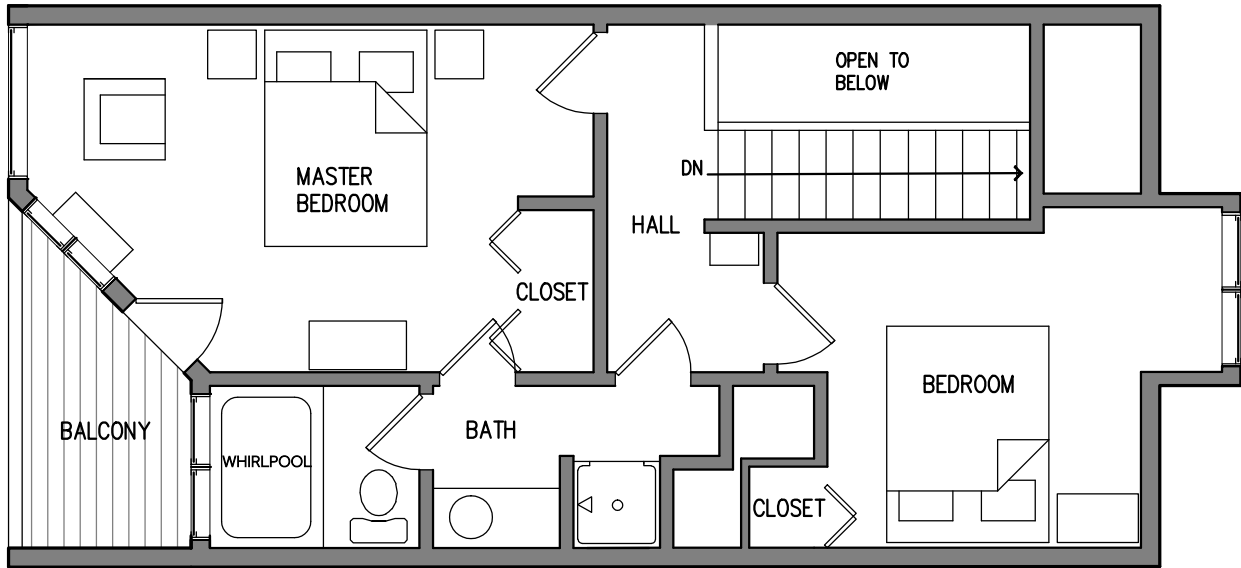 OPEN TO
BELOW
DN
MASTER
BEDROOM
HALL
CLOSET
BEDROOM
BALCONY
BATH
WHIRLPOOL
CLOSET